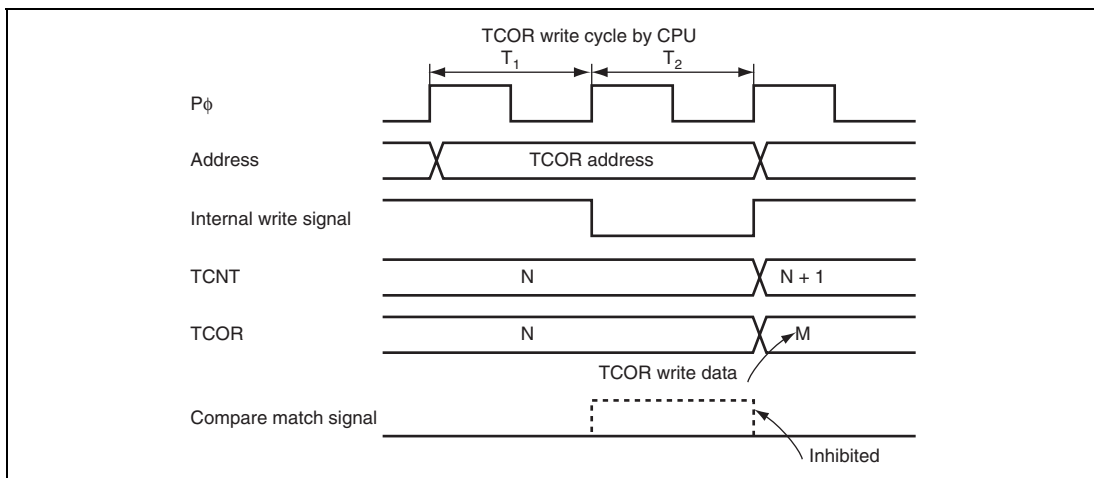 TCOR write cycle by CPU
T1 T2
Pϕ
Address TCOR address
Internal write signal
TCNT N N + 1
TCOR N M
TCOR write data
Compare match signal
Inhibited